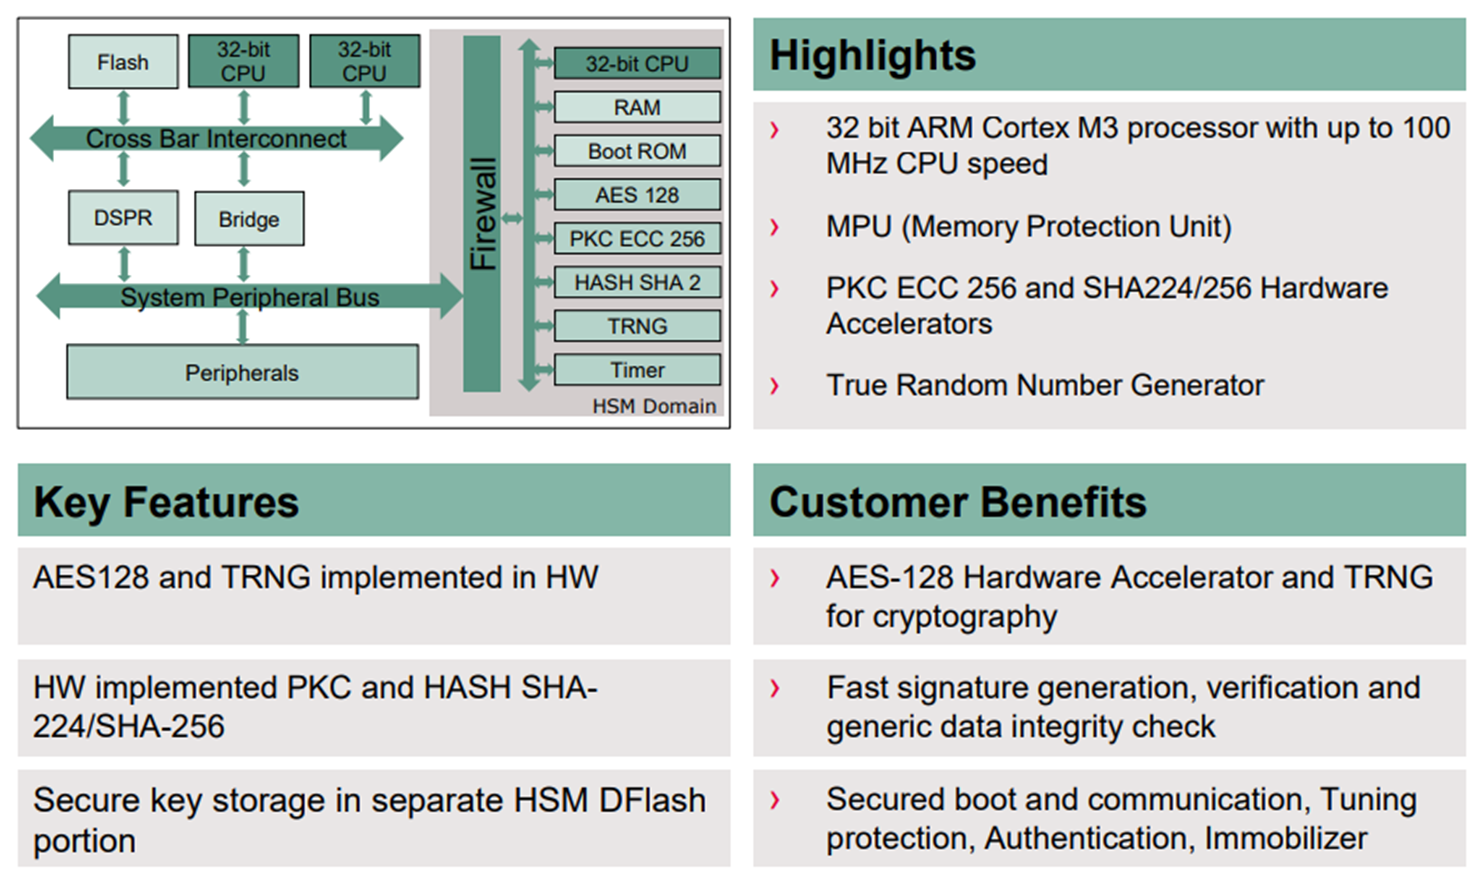 Flash
32-bit
CPU
32-bit
CPU
Cross Bar Interconnect
DSPR
Bridge
System Peripheral Bus
Peripherals
Firewall
32-bit CPU
RAM
Boot ROM
AES 128
PKC ECC 256
HASH SHA 2
TRNG
Timer
HSM Domain
Highlights
› 32 bit ARM Cortex M3 processor with up to 100
MHz CPU speed
› MPU (Memory Protection Unit)
› PKC ECC 256 and SHA224/256 Hardware
Accelerators
› True Random Number Generator
Key Features
AES128 and TRNG implemented in HW
HW implemented PKC and HASH SHA-
224/SHA-256
Secure key storage in separate HSM DFlash
portion
Customer Benefits
› AES-128 Hardware Accelerator and TRNG
for cryptography
› Fast signature generation, verification and
generic data integrity check
› Secured boot and communication, Tuning
protection, Authentication, Immobilizer